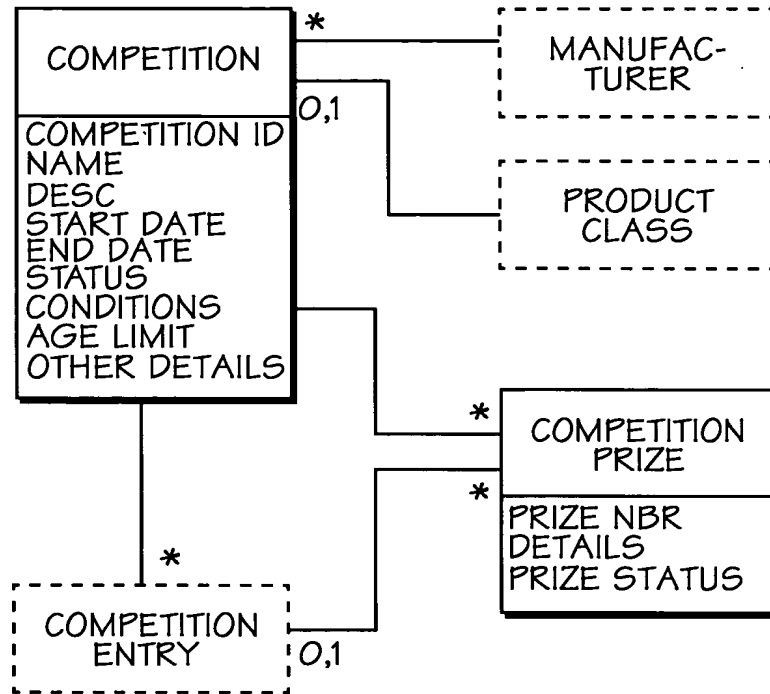 COMPETITION
COMPETITION ID
NAME
DESC
START DATE
END DATE
STATUS
CONDITIONS
AGE LIMIT
OTHER DETAILS
*
0,1
MANUFAC-
TURER
PRODUCT
CLASS
*
*
COMPETITION
PRIZE
PRIZE NBR
DETAILS
PRIZE STATUS
*
COMPETITION
ENTRY
0,1